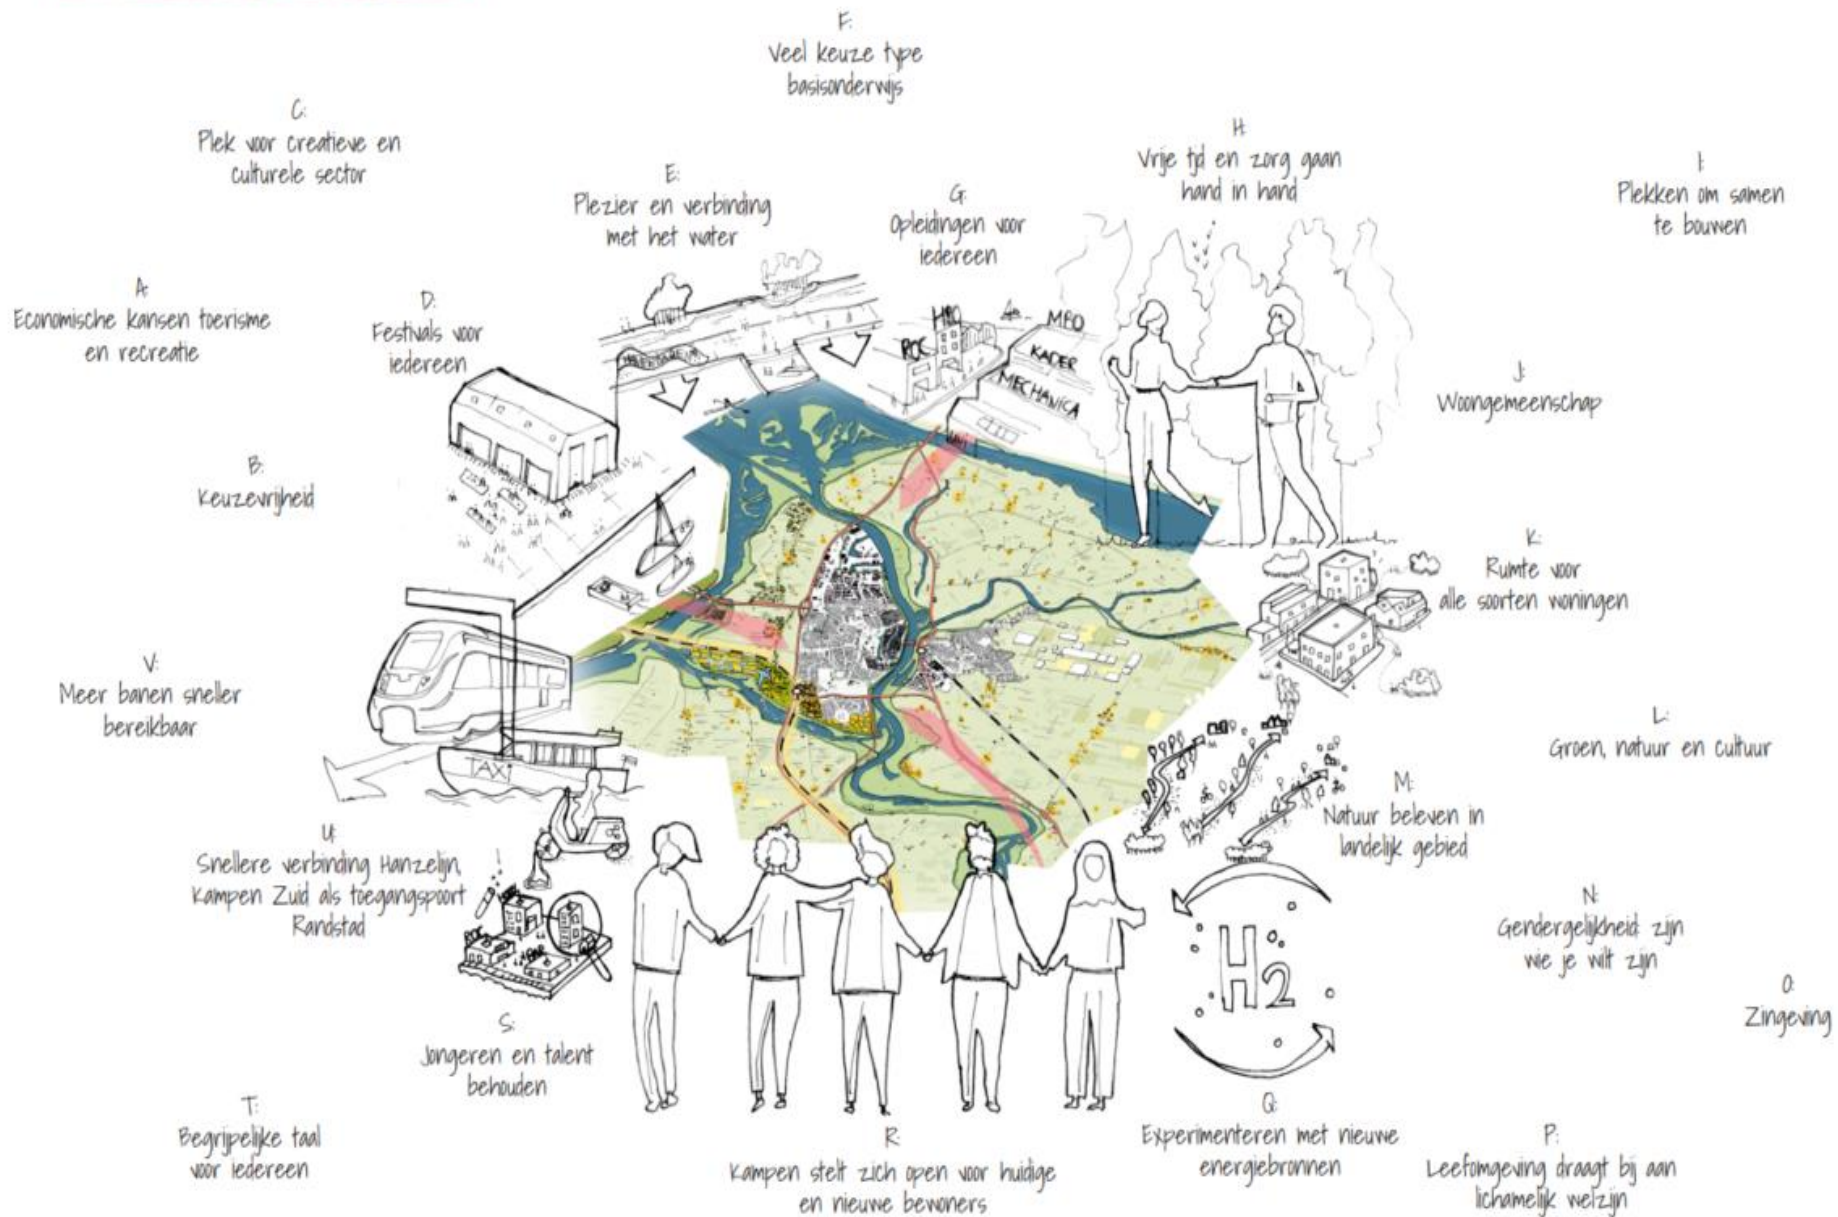 F:
Veel keuze type
basisonderwijs
C:
Plek voor creatieve en
culturele sector
H:
Vrije tijd en zorg gaan
hand in hand
I:
Plekken om samen
te bouwen
E:
Plezier en verbinding
met het water
G:
Opleidingen voor
iedereen
A:
Economische kansen toerisme
en recreatie
D:
Festivals voor
iedereen
HBO
MBO
ROC
KADER
MECHANICA
J:
Woongemeenschap
B:
Keuzevrijheid
K:
Rumte voor
alle soorten woningen
V:
Meer banen sneller
bereikbaar
L:
Groen, natuur en cultuur
TAXI
M:
Natuur beleven in
landelijk gebied
U:
Snellere verbinding Hanzelijn,
Kampen Zuid als toegangspoort
Randstad
N:
Gendergelijkheid: zijn
wie je wilt zijn
ROC
BAR
H2
O:
Zingeving
S:
Jongeren en talent
behouden
T:
Begrijpelijke taal
voor iedereen
R:
Kampen stelt zich open voor huidige
en nieuwe bewoners
Q:
Experimenteren met nieuwe
energiebronnen
P:
Leefomgeving draagt bij aan
lichamelijk welzijn